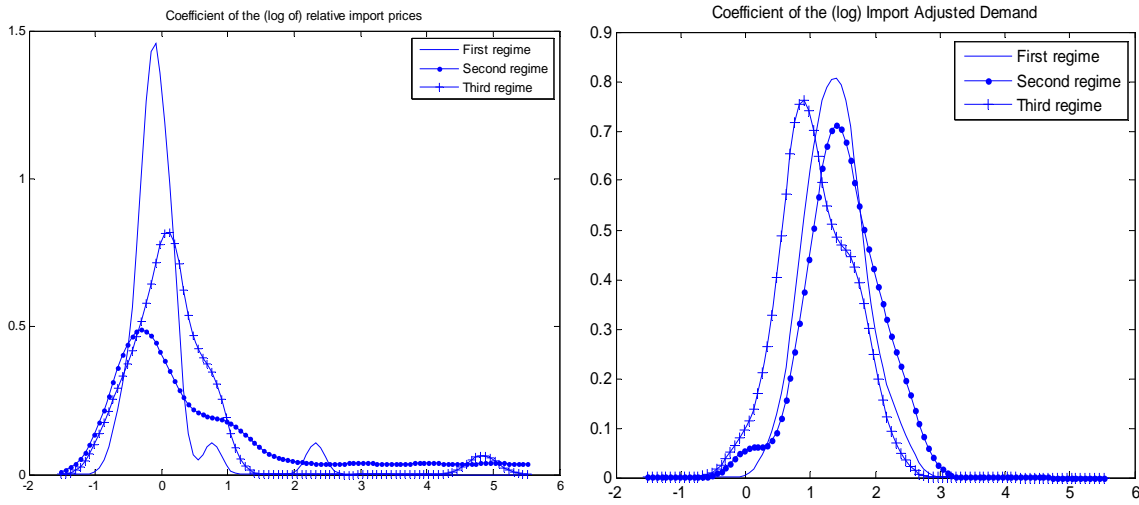 Coefficient of the (log of) relative import prices
1.5
1
0.5
0
-2 -1 0 1 2 3 4 5 6
First regime
Second regime
Third regime
Coefficient of the (log) Import Adjusted Demand
0.9
0.8
0.7
0.6
0.5
0.4
0.3
0.2
0.1
0
-2 -1 0 1 2 3 4 5 6
First regime
Second regime
Third regime